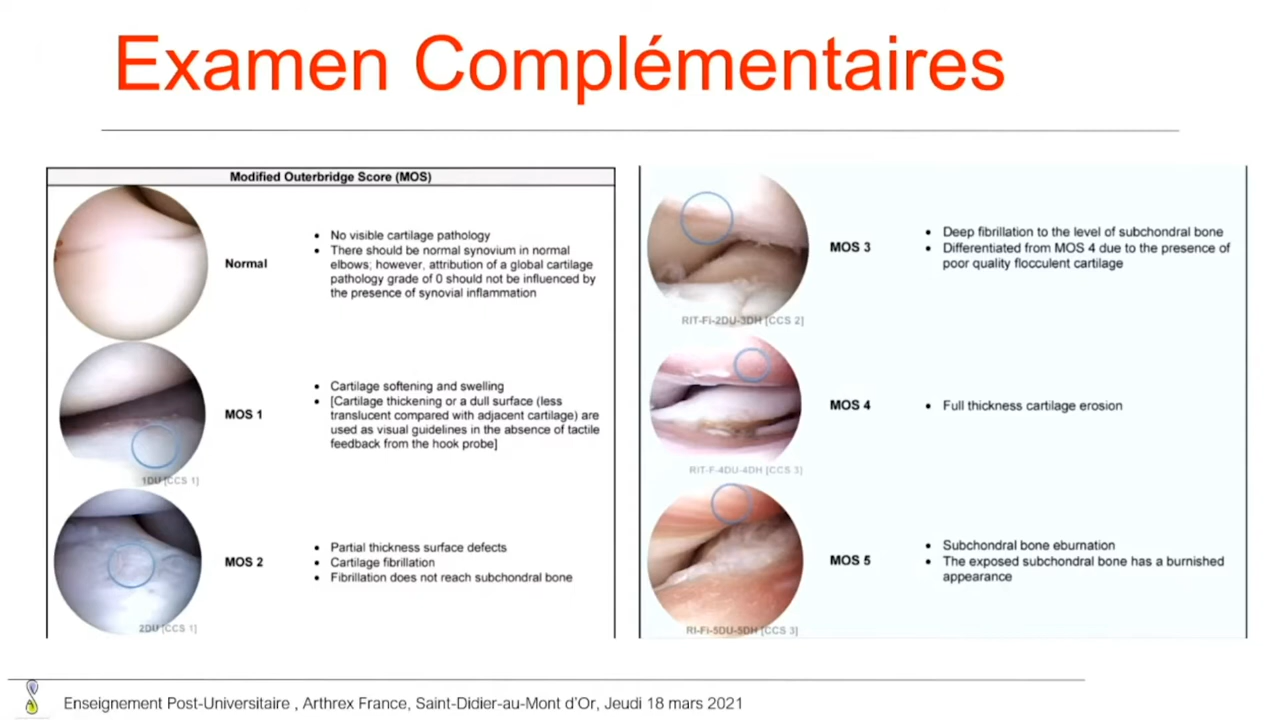 Examen Complémentaires
Modified Outerbridge Score (MOS)
Normal
• No visible cartilage pathology
• There should be normal synovium in normal
elbows; however, attribution of a global cartilage
pathology grade of 0 should not be influenced by
the presence of synovial inflammation
MOS 1
• Cartilage softening and swelling
• [Cartilage thickening or a dull surface (less
translucent compared with adjacent cartilage) are
used as visual guidelines in the absence of tactile
feedback from the hook probe]
1DU [CCS 1]
MOS 2
• Partial thickness surface defects
• Cartilage fibrillation
• Fibrillation does not reach subchondral bone
2DU [CCS 1]
MOS 3
• Deep fibrillation to the level of subchondral bone
• Differentiated from MOS 4 due to the presence of
poor quality flocculent cartilage
RIT-Fi-2DU-3DH [CCS 2]
MOS 4
• Full thickness cartilage erosion
RIT-F-4DU-4DH [CCS 3]
MOS 5
• Subchondral bone eburnation
• The exposed subchondral bone has a burnished
appearance
RI-Fi-5DU-5DH [CCS 3]
Enseignement Post-Universitaire , Arthrex France, Saint-Didier-au-Mont d'Or, Jeudi 18 mars 2021